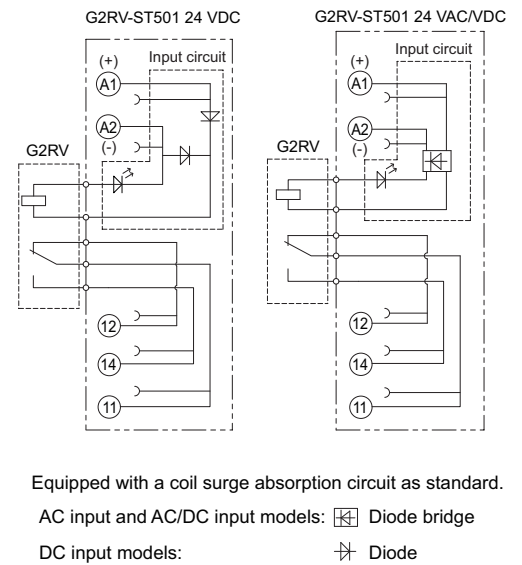 G2RV-ST501 24 VDC
(+)
Input circuit
A1
A2
(-)
G2RV
12
14
11
G2RV-ST501 24 VAC/VDC
(+)
Input circuit
A1
A2
(-)
G2RV
12
14
11
Equipped with a coil surge absorption circuit as standard.
AC input and AC/DC input models: Diode bridge
DC input models: Diode